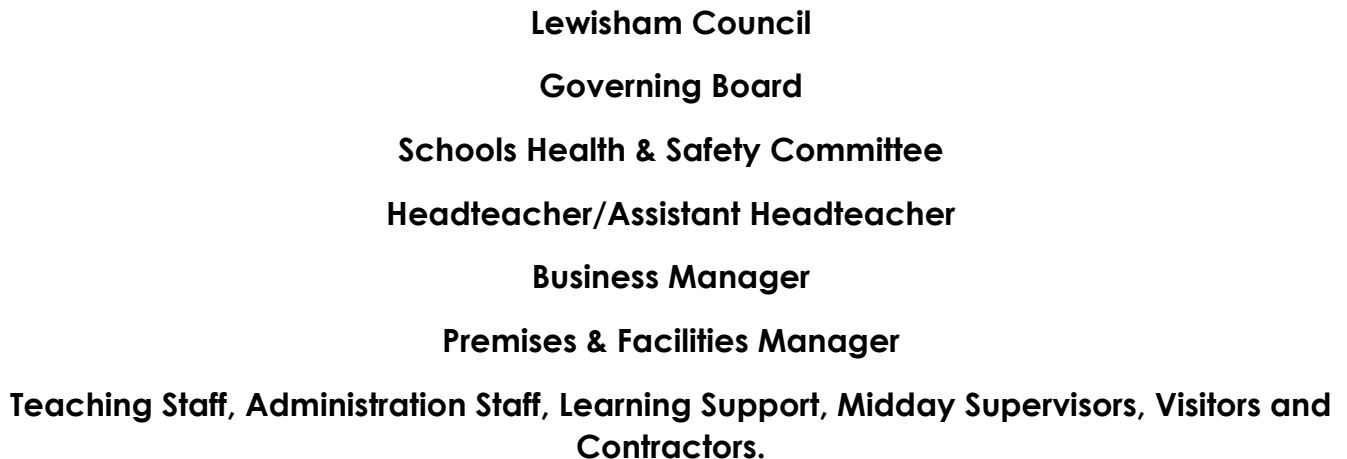 Lewisham Council
Governing Board
Schools Health & Safety Committee
Headteacher/Assistant Headteacher
Business Manager
Premises & Facilities Manager
Teaching Staff, Administration Staff, Learning Support, Midday Supervisors, Visitors and
Contractors.